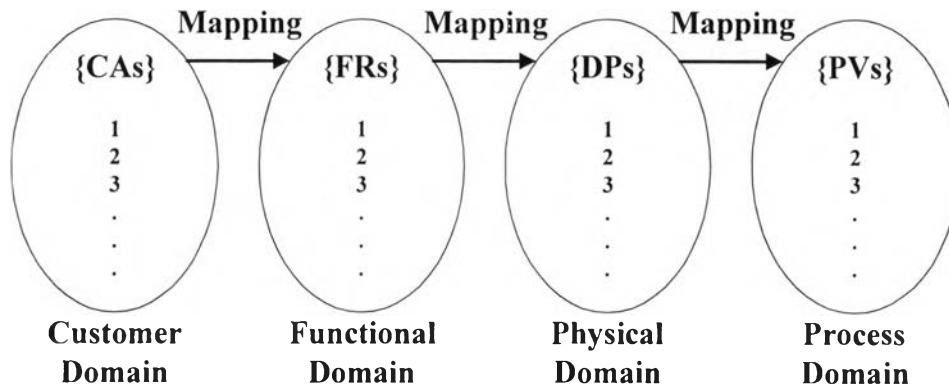 Mapping Mapping Mapping
{CAs} {FRs} {DPs} {PVs}
1 1 1 1
2 2 2 2
3 3 3 3
. . . .
. . . .
. . . .
Customer Functional Physical Process
Domain Domain Domain Domain